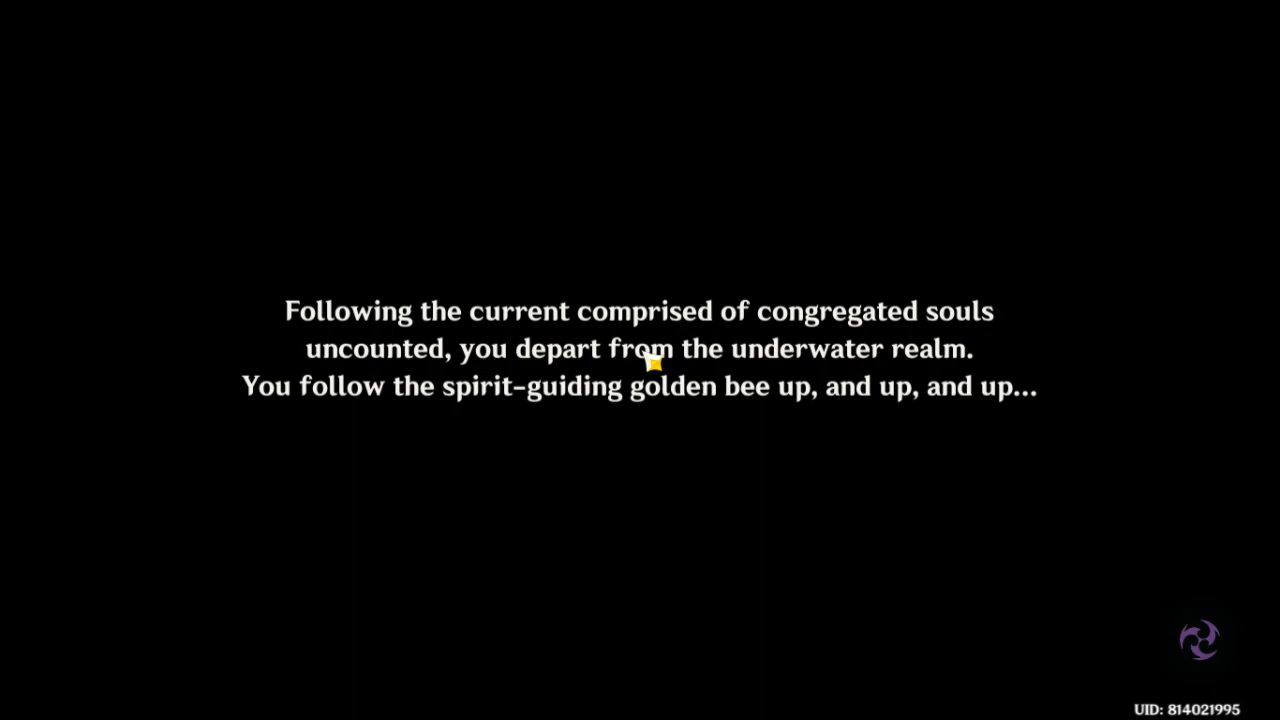 Following the current comprised of congregated souls
uncounted, you depart from the underwater realm.
You follow the spirit-guiding golden bee up, and up, and up...
UID: 814021995